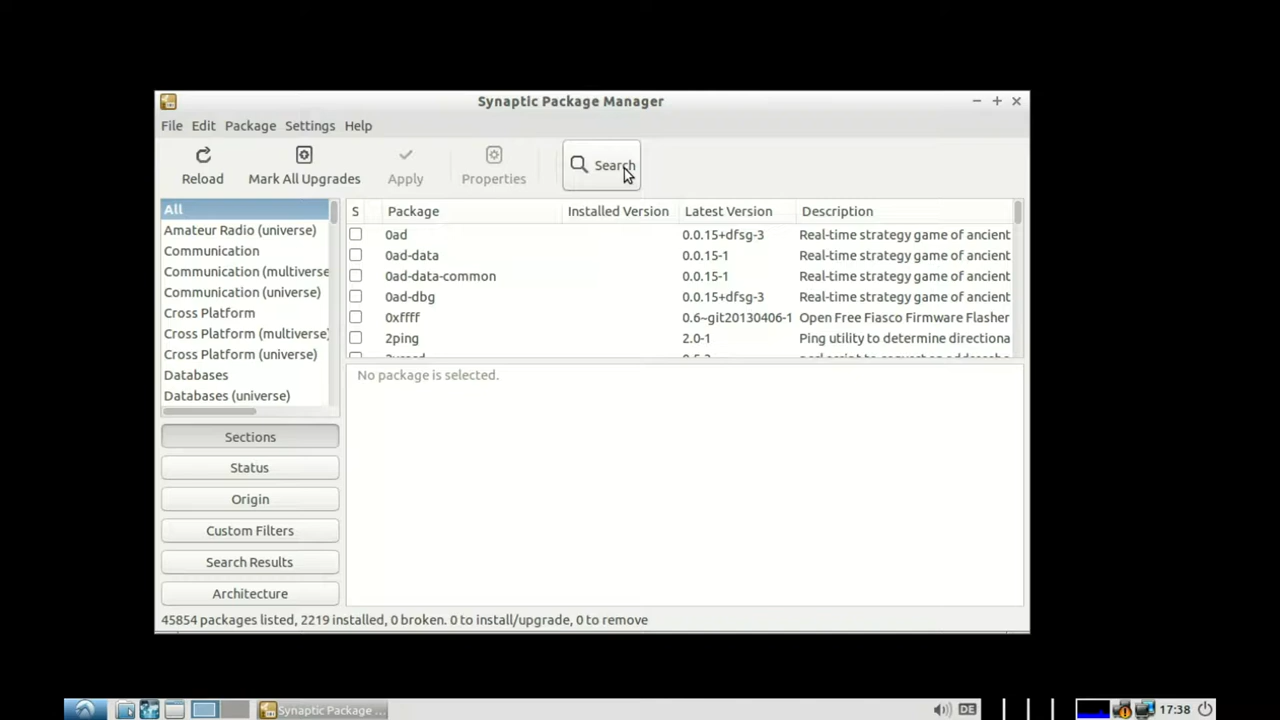 Synaptic Package Manager
File Edit Package Settings Help
Reload Mark All Upgrades Apply Properties Search
All
Amateur Radio (universe)
Communication
Communication (multiverse
Communication (universe)
Cross Platform
Cross Platform (multiverse)
Cross Platform (universe)
Databases
Databases (universe)
Sections
Status
Origin
Custom Filters
Search Results
Architecture
S Package Installed Version Latest Version Description
0ad 0.0.15+dfsg-3 Real-time strategy game of ancient
0ad-data 0.0.15-1 Real-time strategy game of ancient
0ad-data-common 0.0.15-1 Real-time strategy game of ancient
0ad-dbg 0.0.15+dfsg-3 Real-time strategy game of ancient
0xffff 0.6~git20130406-1 Open Free Fiasco Firmware Flasher
2ping 2.0-1 Ping utility to determine directiona
No package is selected.
45854 packages listed, 2219 installed, 0 broken. 0 to install/upgrade, 0 to remove
Synaptic Package ... DE 17:38